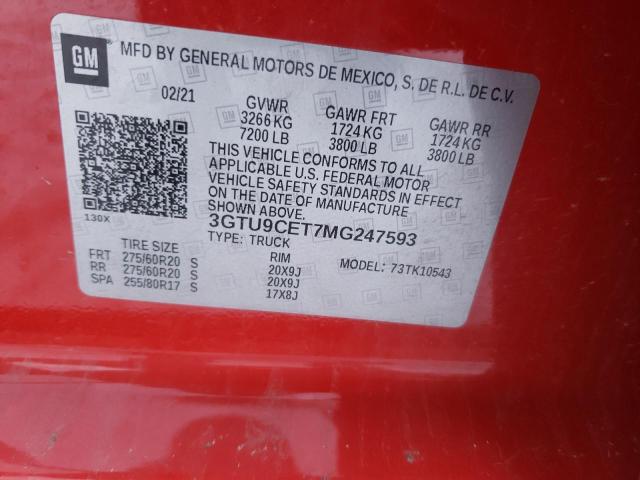 GM
MFD BY GENERAL MOTORS DE MEXICO, S. DE R.L. DE C.V.
02/21
GVWR
3266 KG
7200 LB
GAWR FRT
1724 KG
3800 LB
GAWR RR
1724 KG
3800 LB
THIS VEHICLE CONFORMS TO ALL
APPLICABLE U.S. FEDERAL MOTOR
VEHICLE SAFETY STANDARDS IN EFFECT
ON THE DATE OF MANUFACTURE
SHOWN ABOVE.
130X
3GTU9CET7MG247593
TYPE: TRUCK
MODEL: 73TK10543
TIRE SIZE RIM
FRT 275/60R20 S 20X9J
RR 275/60R20 S 20X9J
SPA 255/80R17 S 17X8J